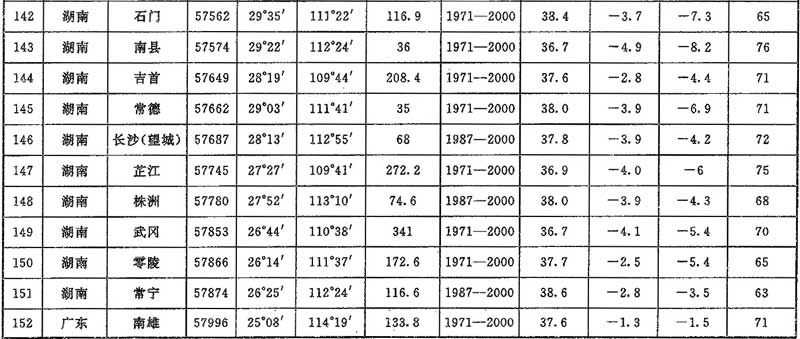 142 湖南 石门 57562 29°35′ 111°22′ 116.9 1971—2000 38.4 −3.7 −7.3 65
143 湖南 南县 57574 29°22′ 112°24′ 36 1971—2000 36.7 −4.9 −8.2 76
144 湖南 吉首 57649 28°19′ 109°44′ 208.4 1971--2000 37.6 −2.8 −4.4 71
145 湖南 常德 57662 29°03′ 111°41′ 35 1971—2000 38.0 −3.9 −6.9 71
146 湖南 长沙(望城) 57687 28°13′ 112°55′ 68 1987—2000 37.8 −3.9 −4.2 72
147 湖南 芷江 57745 27°27′ 109°41′ 272.2 1971—2000 36.9 −4.0 −6 75
148 湖南 株洲 57780 27°52′ 113°10′ 74.6 1987—2000 38.0 −3.9 −4.3 68
149 湖南 武冈 57853 26°44′ 110°38′ 341 1971—2000 36.7 −4.1 −5.4 70
150 湖南 零陵 57866 26°14′ 111°37′ 172.6 1971—2000 37.7 −2.5 −5.4 65
151 湖南 常宁 57874 26°25′ 112°24′ 116.6 1987—2000 38.6 −2.8 −3.5 63
152 广东 南雄 57996 25°08′ 114°19′ 133.8 1971—2000 37.6 −1.3 −1.5 71